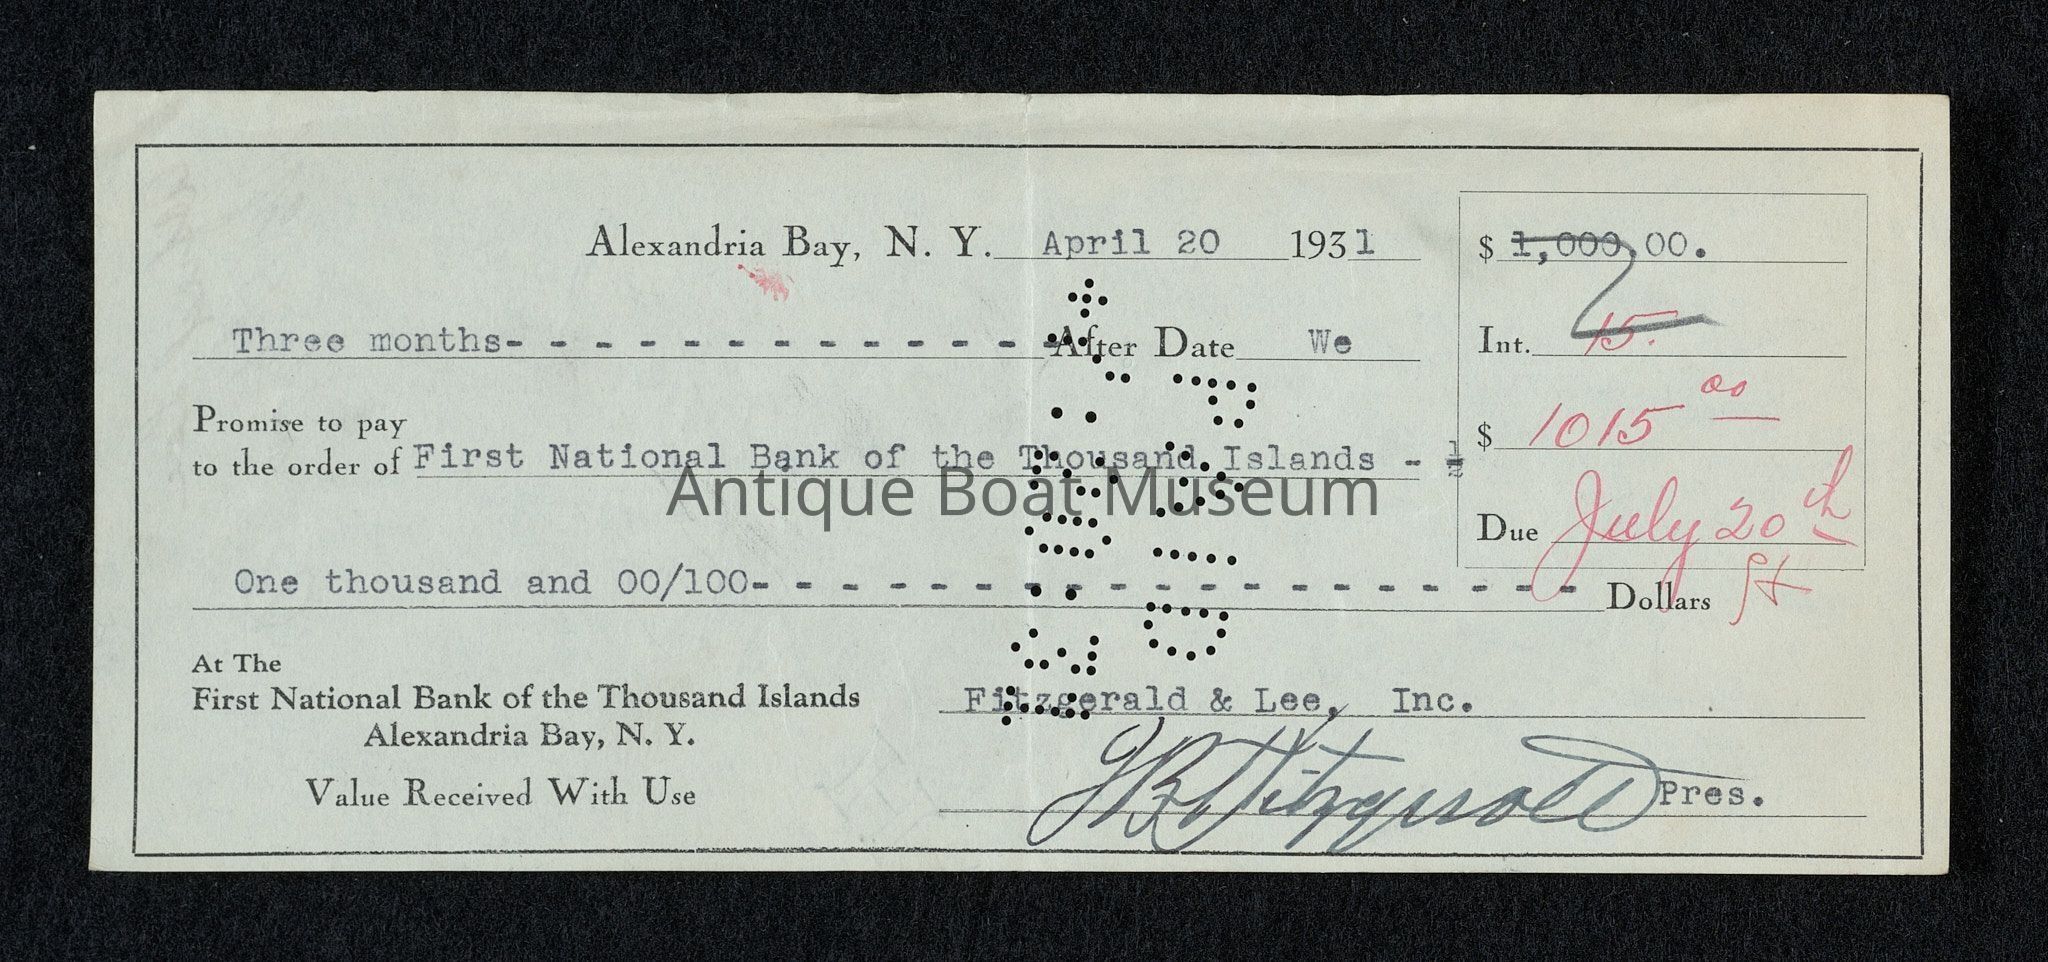 Alexandria Bay, N. Y. April 20 1931
$ 1,000.00.
Three months- - - - - - - - - - - - - - - After Date We
Int. 15.
Promise to pay
to the order of First National Bank of the Thousand Islands -
$ 1015 00
Antique Boat Museum
Due July 20th
One thousand and 00/100- - - - - - - - - - - - - - - - - - - Dollars
At The
First National Bank of the Thousand Islands
Fitzgerald & Lee, Inc.
Alexandria Bay, N. Y.
Value Received With Use
Fitzgerald Pres.
PAID